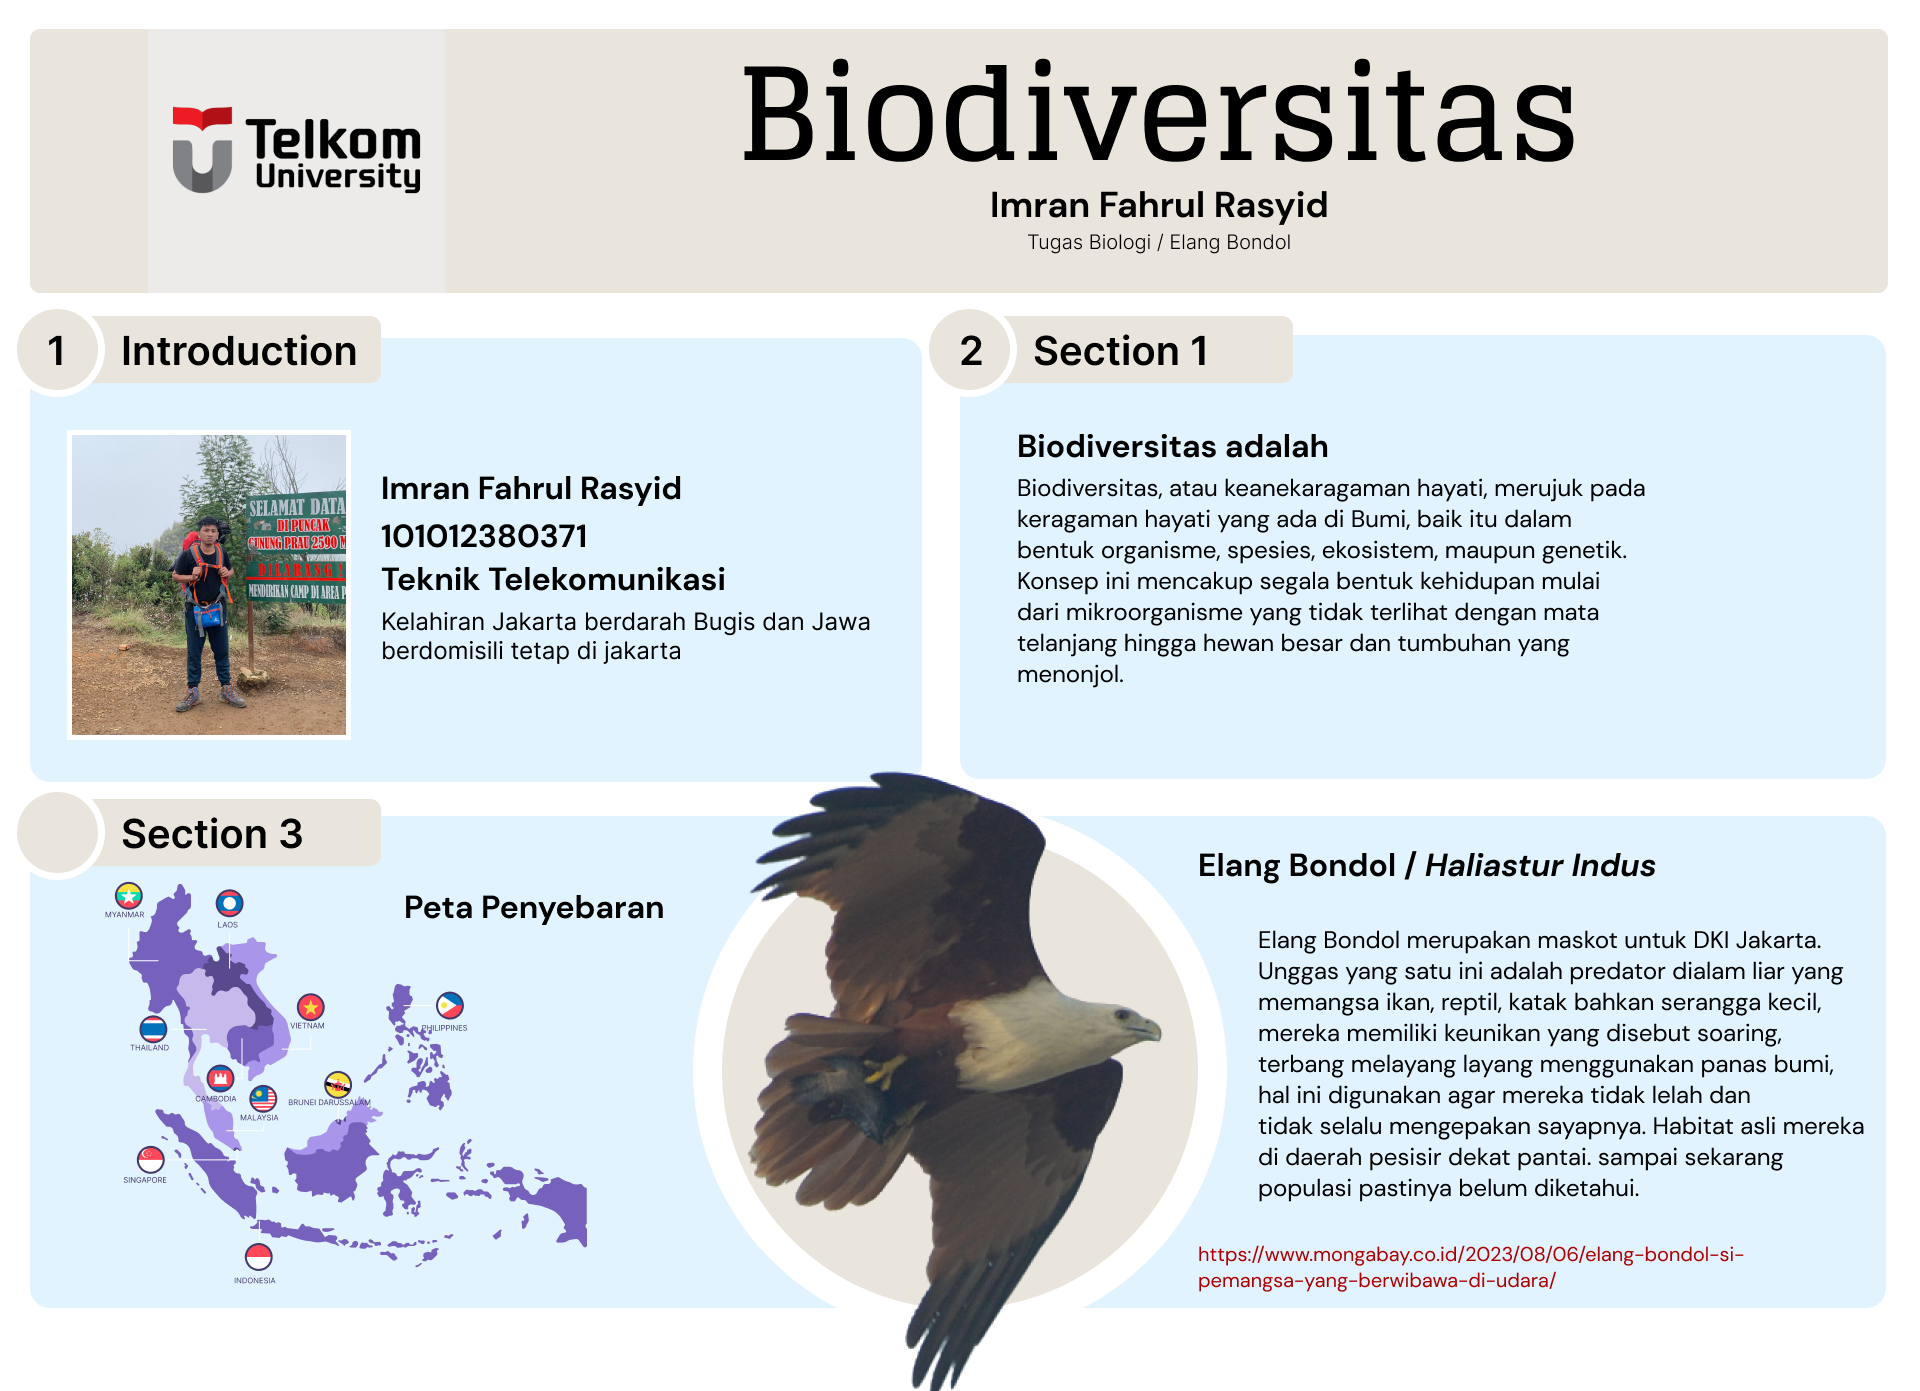 Telkom
University
Biodiversitas
Imran Fahrul Rasyid
Tugas Biologi / Elang Bondol
1
Introduction
SELAMAT DATA
DI PUNCAK
GUNUNG PRAU 2590 M
DILARANG !
MENDIRIKAN CAMP DI AREA P
Imran Fahrul Rasyid
101012380371
Teknik Telekomunikasi
Kelahiran Jakarta berdarah Bugis dan Jawa
berdomisili tetap di jakarta
2
Section 1
Biodiversitas adalah
Biodiversitas, atau keanekaragaman hayati, merujuk pada
keragaman hayati yang ada di Bumi, baik itu dalam
bentuk organisme, spesies, ekosistem, maupun genetik.
Konsep ini mencakup segala bentuk kehidupan mulai
dari mikroorganisme yang tidak terlihat dengan mata
telanjang hingga hewan besar dan tumbuhan yang
menonjol.
Section 3
Peta Penyebaran
MYANMAR
LAOS
VIETNAM
PHILIPPINES
THAILAND
CAMBODIA
MALAYSIA
BRUNEI DARUSSALAM
SINGAPORE
INDONESIA
Elang Bondol / Haliastur Indus
Elang Bondol merupakan maskot untuk DKI Jakarta.
Unggas yang satu ini adalah predator dialam liar yang
memangsa ikan, reptil, katak bahkan serangga kecil,
mereka memiliki keunikan yang disebut soaring,
terbang melayang layang menggunakan panas bumi,
hal ini digunakan agar mereka tidak lelah dan
tidak selalu mengepakan sayapnya. Habitat asli mereka
di daerah pesisir dekat pantai. sampai sekarang
populasi pastinya belum diketahui.
https://www.mongabay.co.id/2023/08/06/elang-bondol-si-
pemangsa-yang-berwibawa-di-udara/